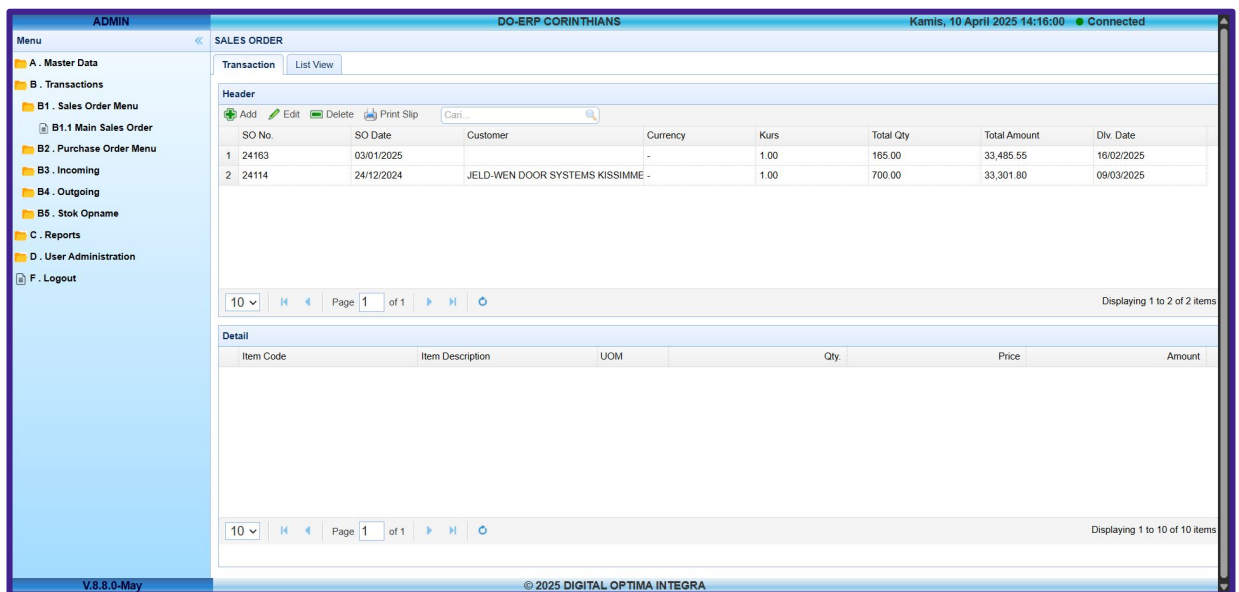 ADMIN DO-ERP CORINTHIANS Kamis, 10 April 2025 14:16:00 Connected
Menu
A . Master Data
B . Transactions
B1 . Sales Order Menu
B1.1 Main Sales Order
B2 . Purchase Order Menu
B3 . Incoming
B4 . Outgoing
B5 . Stok Opname
C . Reports
D . User Administration
F . Logout
SALES ORDER
Transaction List View
Header
Add Edit Delete Print Slip Cari...
SO No. SO Date Customer Currency Kurs Total Qty Total Amount Dlv. Date
1 24163 03/01/2025 - 1.00 165.00 33,485.55 16/02/2025
2 24114 24/12/2024 JELD-WEN DOOR SYSTEMS KISSIMME - 1.00 700.00 33,301.80 09/03/2025
10 Page 1 of 1 Displaying 1 to 2 of 2 items
Detail
Item Code Item Description UOM Qty. Price Amount
10 Page 1 of 1 Displaying 1 to 10 of 10 items
V.8.8.0-May © 2025 DIGITAL OPTIMA INTEGRA